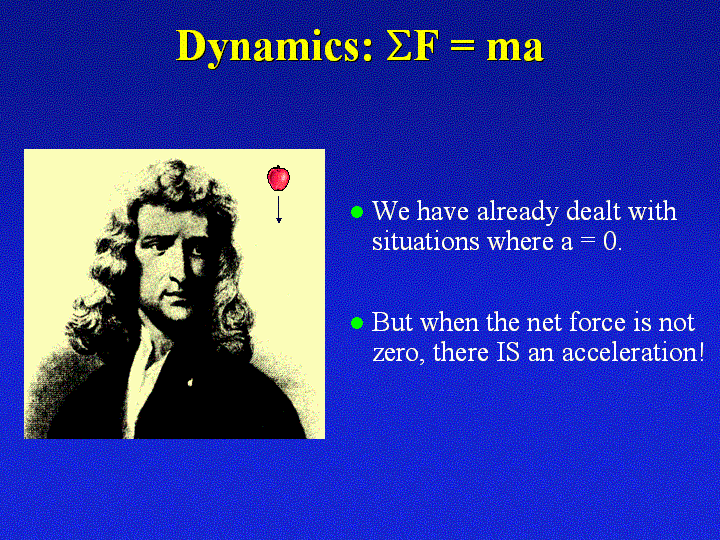 Dynamics: ΣF = ma
We have already dealt with
situations where a = 0.
But when the net force is not
zero, there IS an acceleration!